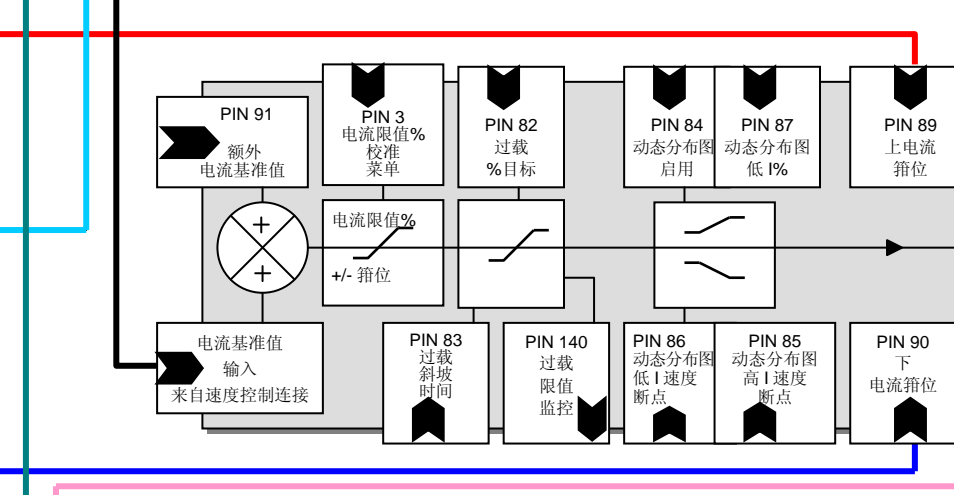 PIN 91
额外
电流基准值
PIN 3
电流限值%
校准
菜单
PIN 82
过载
%目标
PIN 84
动态分布图
启用
PIN 87
动态分布图
低 I%
PIN 89
上电流
箝位
+
+
电流限值%
+/- 箝位
电流基准值
输入
来自速度控制连接
PIN 83
过载
斜坡
时间
PIN 140
过载
限值
监控
PIN 86
动态分布图
低 I 速度
断点
PIN 85
动态分布图
高 I 速度
断点
PIN 90
下
电流箝位